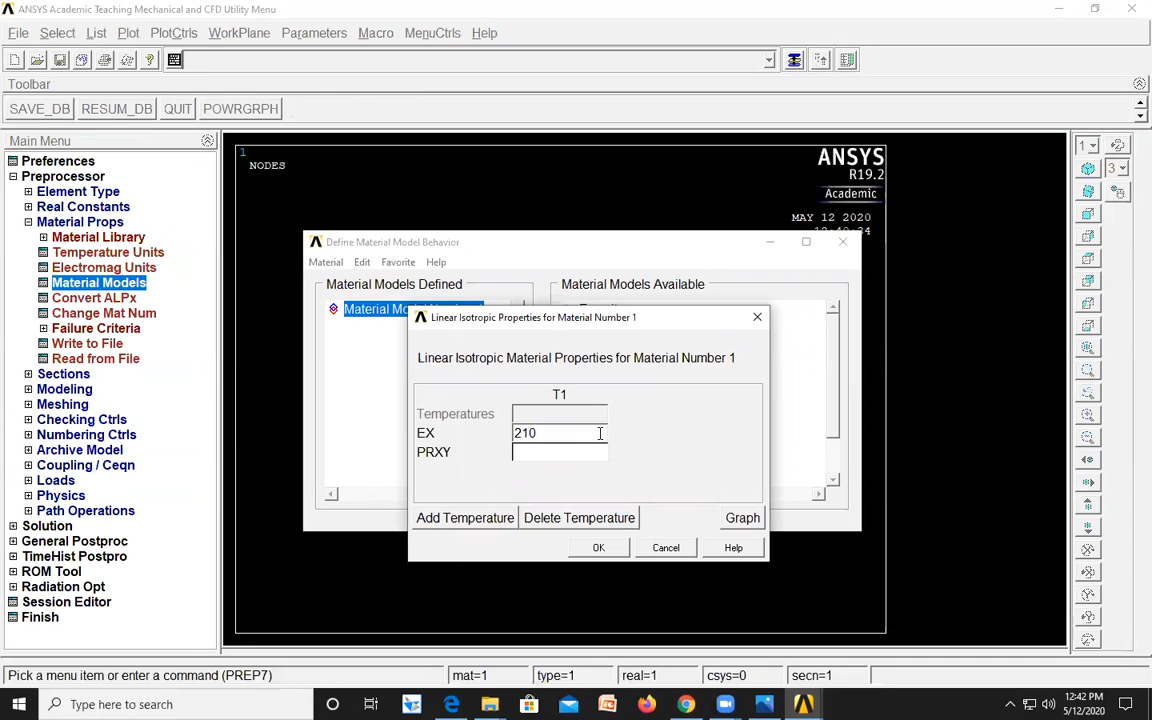 ANSYS Academic Teaching Mechanical and CFD Utility Menu
File Select List Plot PlotCtrls WorkPlane Parameters Macro MenuCtrls Help
Toolbar
SAVE_DB RESUM_DB QUIT POWRGRPH
Main Menu
Preferences
Preprocessor
Element Type
Real Constants
Material Props
Material Library
Temperature Units
Electromag Units
Material Models
Convert ALPx
Change Mat Num
Failure Criteria
Write to File
Read from File
Sections
Modeling
Meshing
Checking Ctrls
Numbering Ctrls
Archive Model
Coupling / Ceqn
Loads
Physics
Path Operations
Solution
General Postproc
TimeHist Postpro
ROM Tool
Radiation Opt
Session Editor
Finish
1
NODES
ANSYS
R19.2
Academic
MAY 12 2020
Define Material Model Behavior
Material Edit Favorite Help
Material Models Defined
Material Models Available
Linear Isotropic Properties for Material Number 1
Linear Isotropic Material Properties for Material Number 1
T1
Temperatures
EX 210
PRXY
Add Temperature Delete Temperature Graph
OK Cancel Help
1
3
Pick a menu item or enter a command (PREP7) mat=1 type=1 real=1 csys=0 secn=1
Type here to search
12:42 PM
5/12/2020